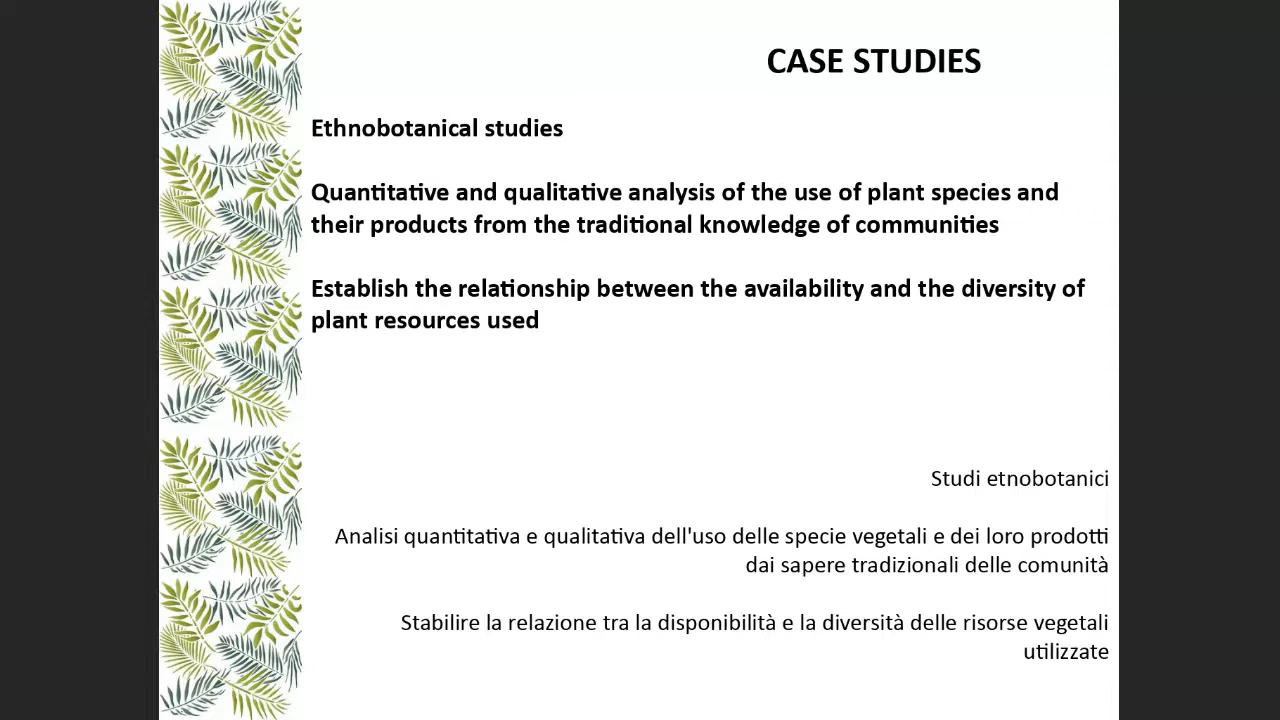 CASE STUDIES
Ethnobotanical studies
Quantitative and qualitative analysis of the use of plant species and
their products from the traditional knowledge of communities
Establish the relationship between the availability and the diversity of
plant resources used
Studi etnobotanici
Analisi quantitativa e qualitativa dell'uso delle specie vegetali e dei loro prodotti
dai sapere tradizionali delle comunità
Stabilire la relazione tra la disponibilità e la diversità delle risorse vegetali
utilizzate